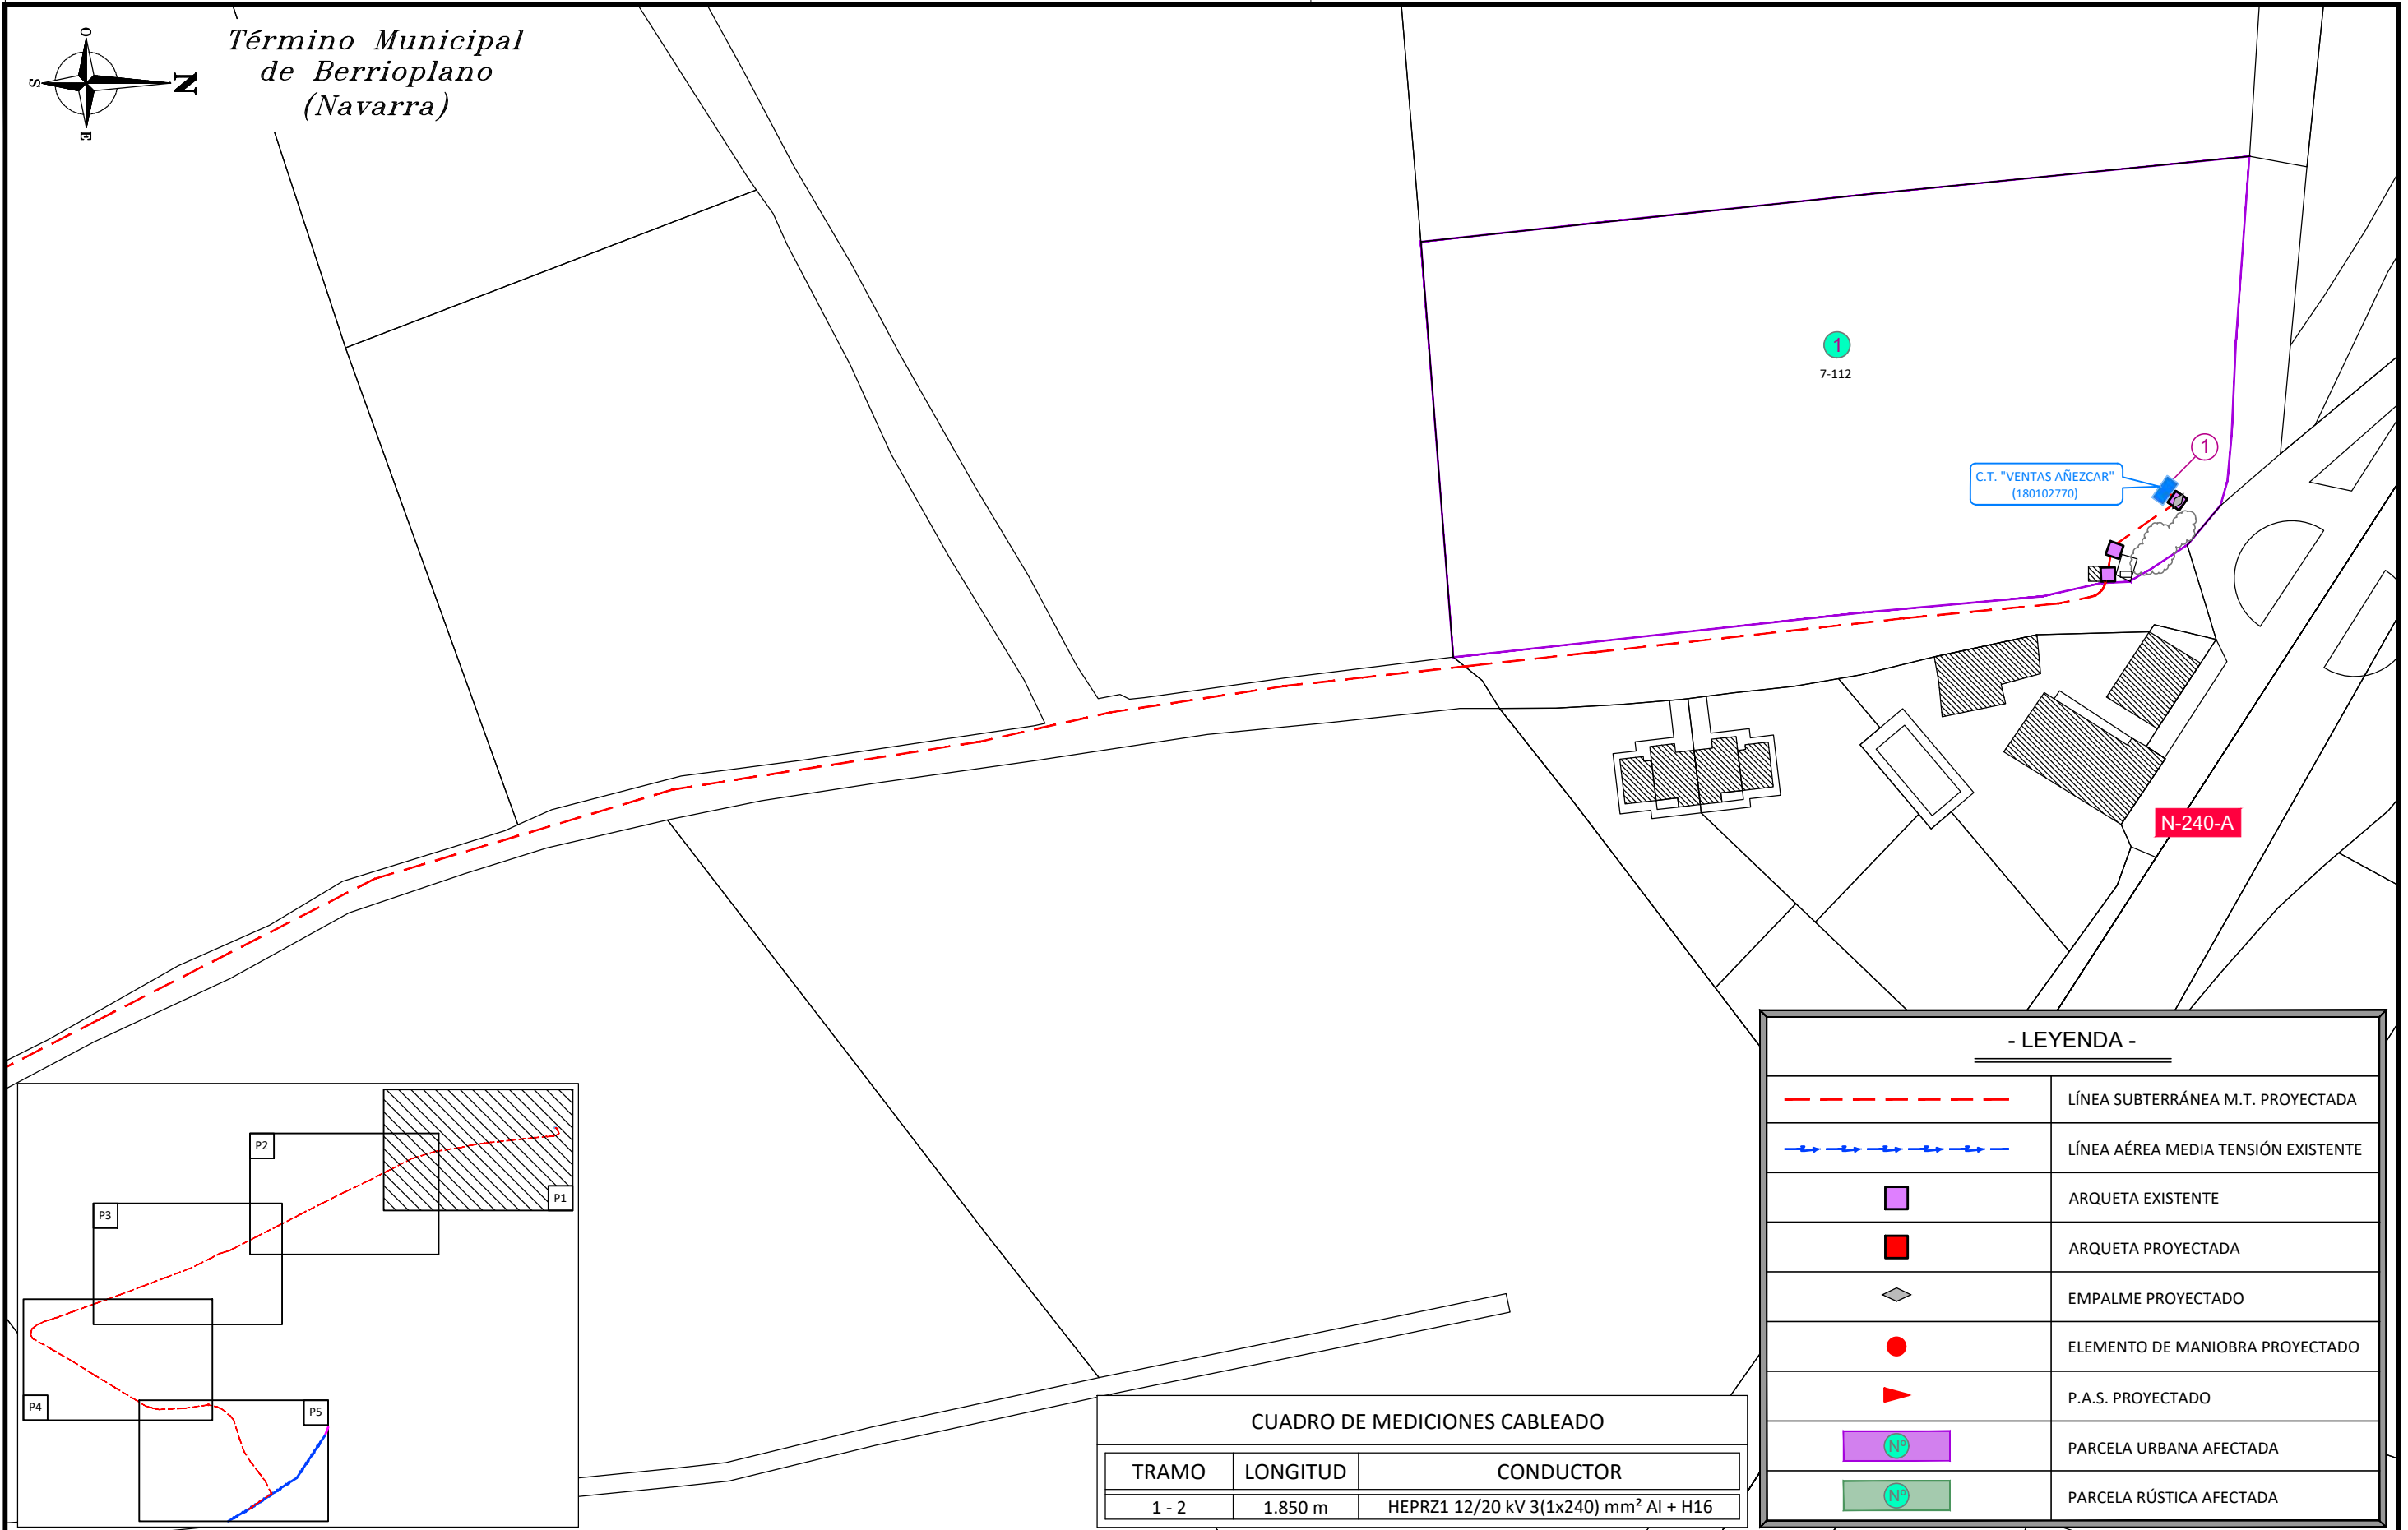 O
S
N
E
Término Municipal
de Berrioplano
(Navarra)
1
7-112
1
C.T. "VENTAS AÑEZCAR"
(180102770)
N-240-A
P2
P1
P3
P4
P5
- LEYENDA -
LÍNEA SUBTERRÁNEA M.T. PROYECTADA
LÍNEA AÉREA MEDIA TENSIÓN EXISTENTE
ARQUETA EXISTENTE
ARQUETA PROYECTADA
EMPALME PROYECTADO
ELEMENTO DE MANIOBRA PROYECTADO
P.A.S. PROYECTADO
Nº PARCELA URBANA AFECTADA
Nº PARCELA RÚSTICA AFECTADA
CUADRO DE MEDICIONES CABLEADO
TRAMO LONGITUD CONDUCTOR
1 - 2 1.850 m HEPRZ1 12/20 kV 3(1x240) mm² Al + H16